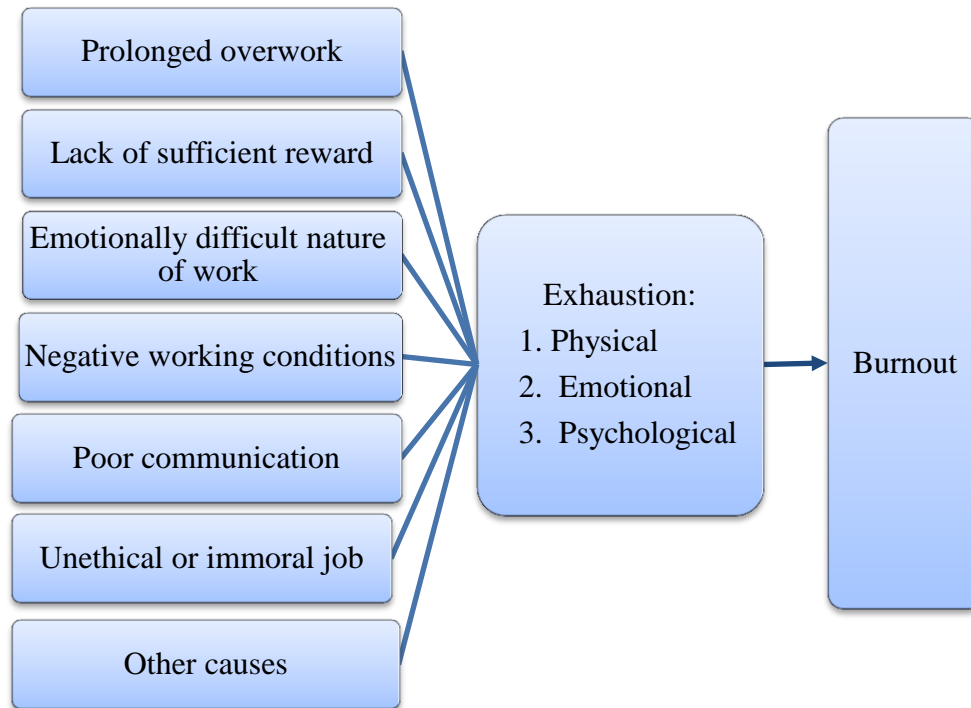 Prolonged overwork
Lack of sufficient reward
Emotionally difficult nature
of work
Negative working conditions
Poor communication
Unethical or immoral job
Other causes
Exhaustion:
1. Physical
2. Emotional
3. Psychological
Burnout